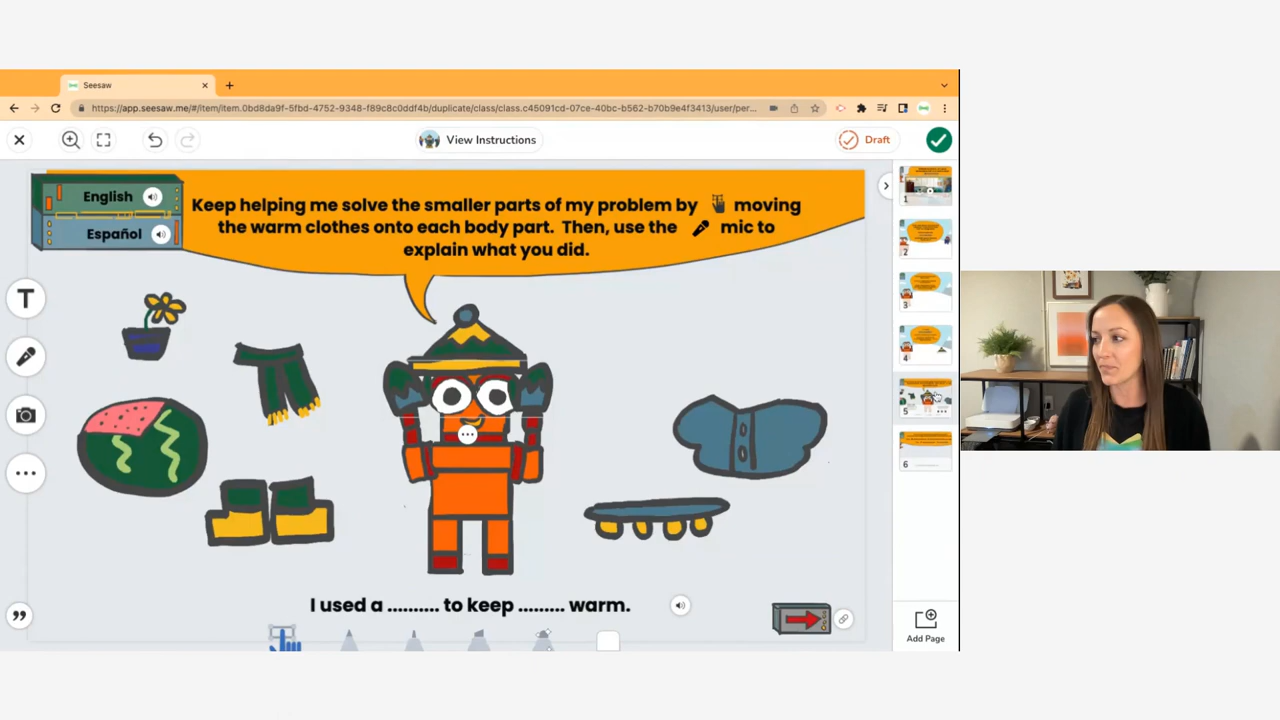 Seesaw
https://app.seesaw.me/#/item/item.0bd8da9f-5fbd-4752-9348-f89c8c0ddf4b/duplicate/class/class.c45091cd-07ce-40bc-b562-b70b9e4f3413/user/per...
View Instructions
Draft
English
Español
Keep helping me solve the smaller parts of my problem by moving
the warm clothes onto each body part. Then, use the mic to
explain what you did.
T
I used a .......... to keep ......... warm.
1
2
3
4
5
6
Add Page